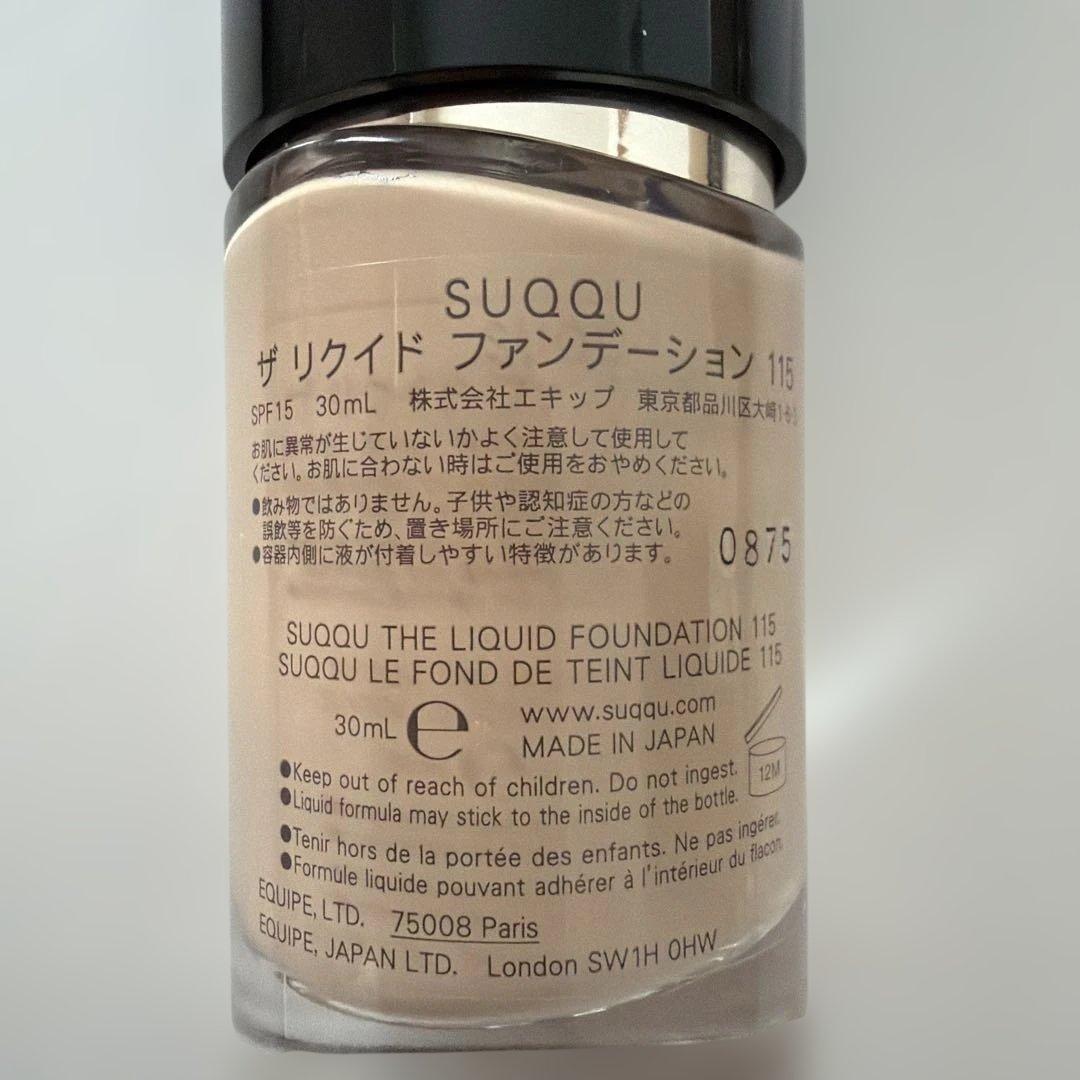 SUQQU
ザ リクイド ファンデーション 115
SPF15 30mL 株式会社エキップ 東京都品川区大崎1-6-3
お肌に異常が生じていないかよく注意して使用して
ください。お肌に合わない時はご使用をおやめください。
●飲み物ではありません。子供や認知症の方などの
誤飲等を防ぐため、置き場所にご注意ください。
●容器内側に液が付着しやすい特徴があります。
0875
SUQQU THE LIQUID FOUNDATION 115
SUQQU LE FOND DE TEINT LIQUIDE 115
30mL ℮ www.suqqu.com
MADE IN JAPAN
12M
●Keep out of reach of children. Do not ingest.
●Liquid formula may stick to the inside of the bottle.
●Tenir hors de la portée des enfants. Ne pas ingérer.
●Formule liquide pouvant adhérer à l'intérieur du flacon.
EQUIPE, LTD. 75008 Paris
EQUIPE, JAPAN LTD. London SW1H 0HW